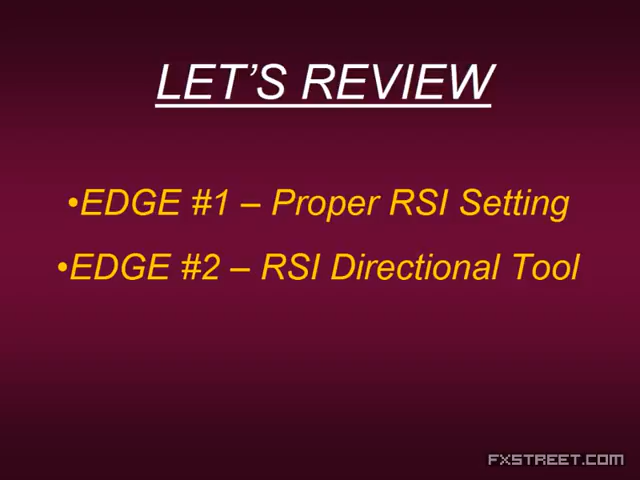 LET’S REVIEW
•EDGE #1 – Proper RSI Setting
•EDGE #2 – RSI Directional Tool
FXSTREET.COM